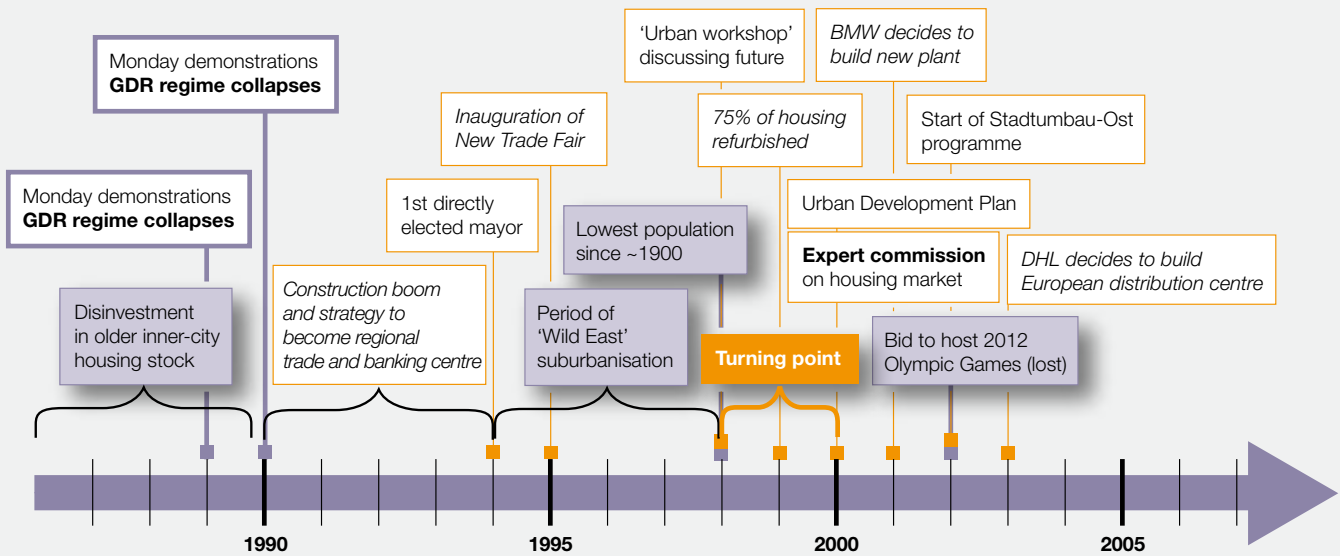 Monday demonstrations
GDR regime collapses
Monday demonstrations
GDR regime collapses
Disinvestment
in older inner-city
housing stock
Construction boom
and strategy to
become regional
trade and banking centre
1st directly
elected mayor
Inauguration of
New Trade Fair
Period of
‘Wild East’
suburbanisation
Lowest population
since ~1900
‘Urban workshop’
discussing future
75% of housing
refurbished
Turning point
Urban Development Plan
Expert commission
on housing market
BMW decides to
build new plant
Start of Stadtumbau-Ost
programme
Bid to host 2012
Olympic Games (lost)
DHL decides to build
European distribution centre
1990
1995
2000
2005